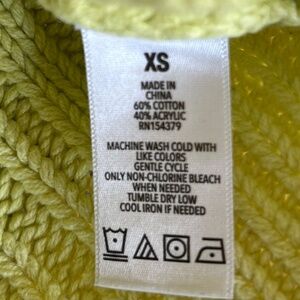 XS
MADE IN
CHINA
60% COTTON
40% ACRYLIC
RN154379
MACHINE WASH COLD WITH
LIKE COLORS
GENTLE CYCLE
ONLY NON-CHLORINE BLEACH
WHEN NEEDED
TUMBLE DRY LOW
COOL IRON IF NEEDED